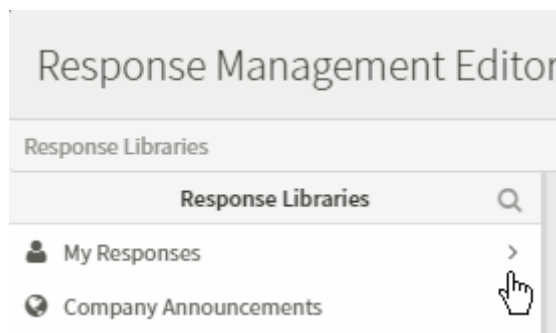 Response Management Editor
Response Libraries
Response Libraries
My Responses
Company Announcements